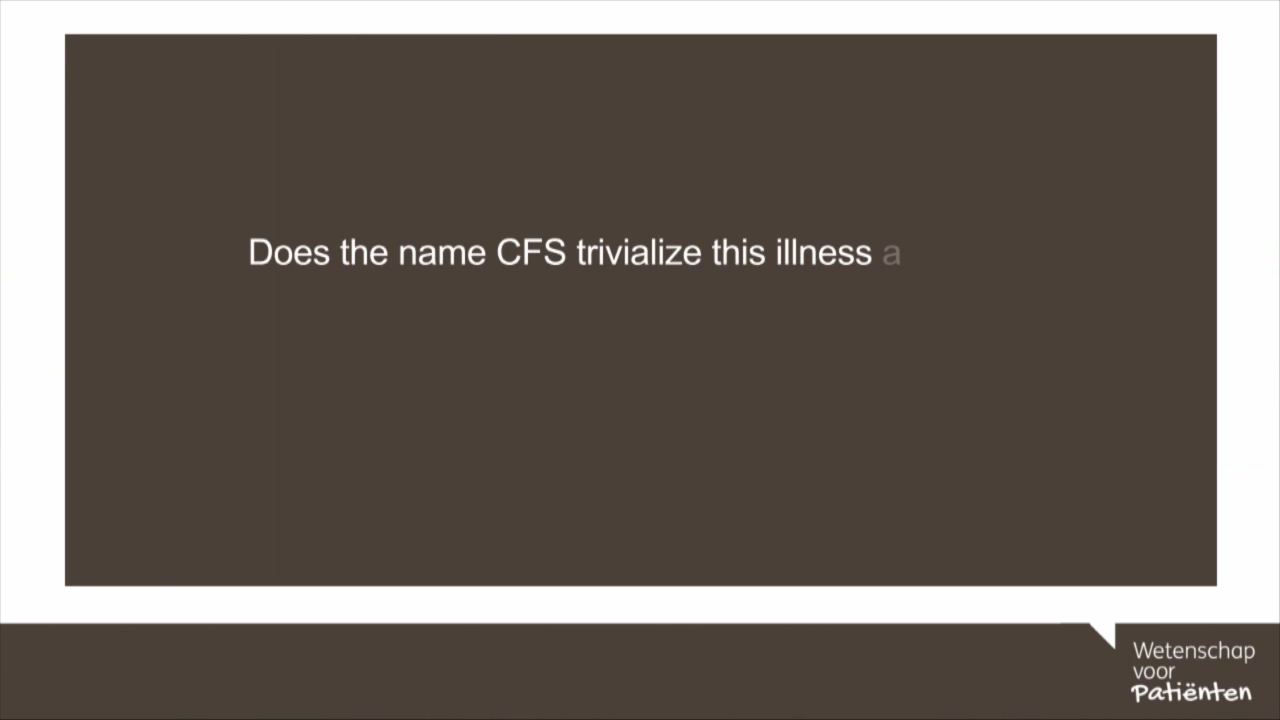 Does the name CFS trivialize this illness a
Wetenschap
voor
Patiënten